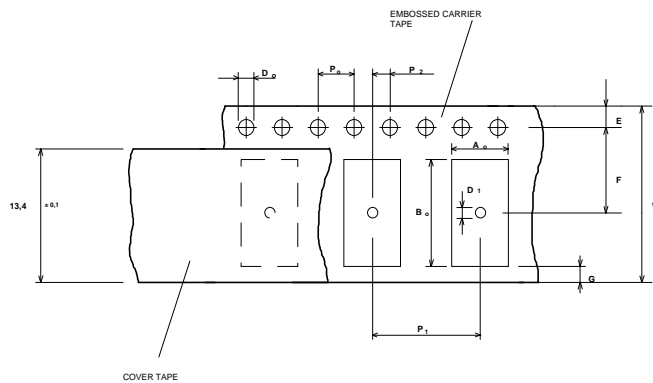 EMBOSSED CARRIER
TAPE
D o
P o
P 2
E
A o
F
D 1
13,4 ± 0,1
B o
G
P 1
COVER TAPE